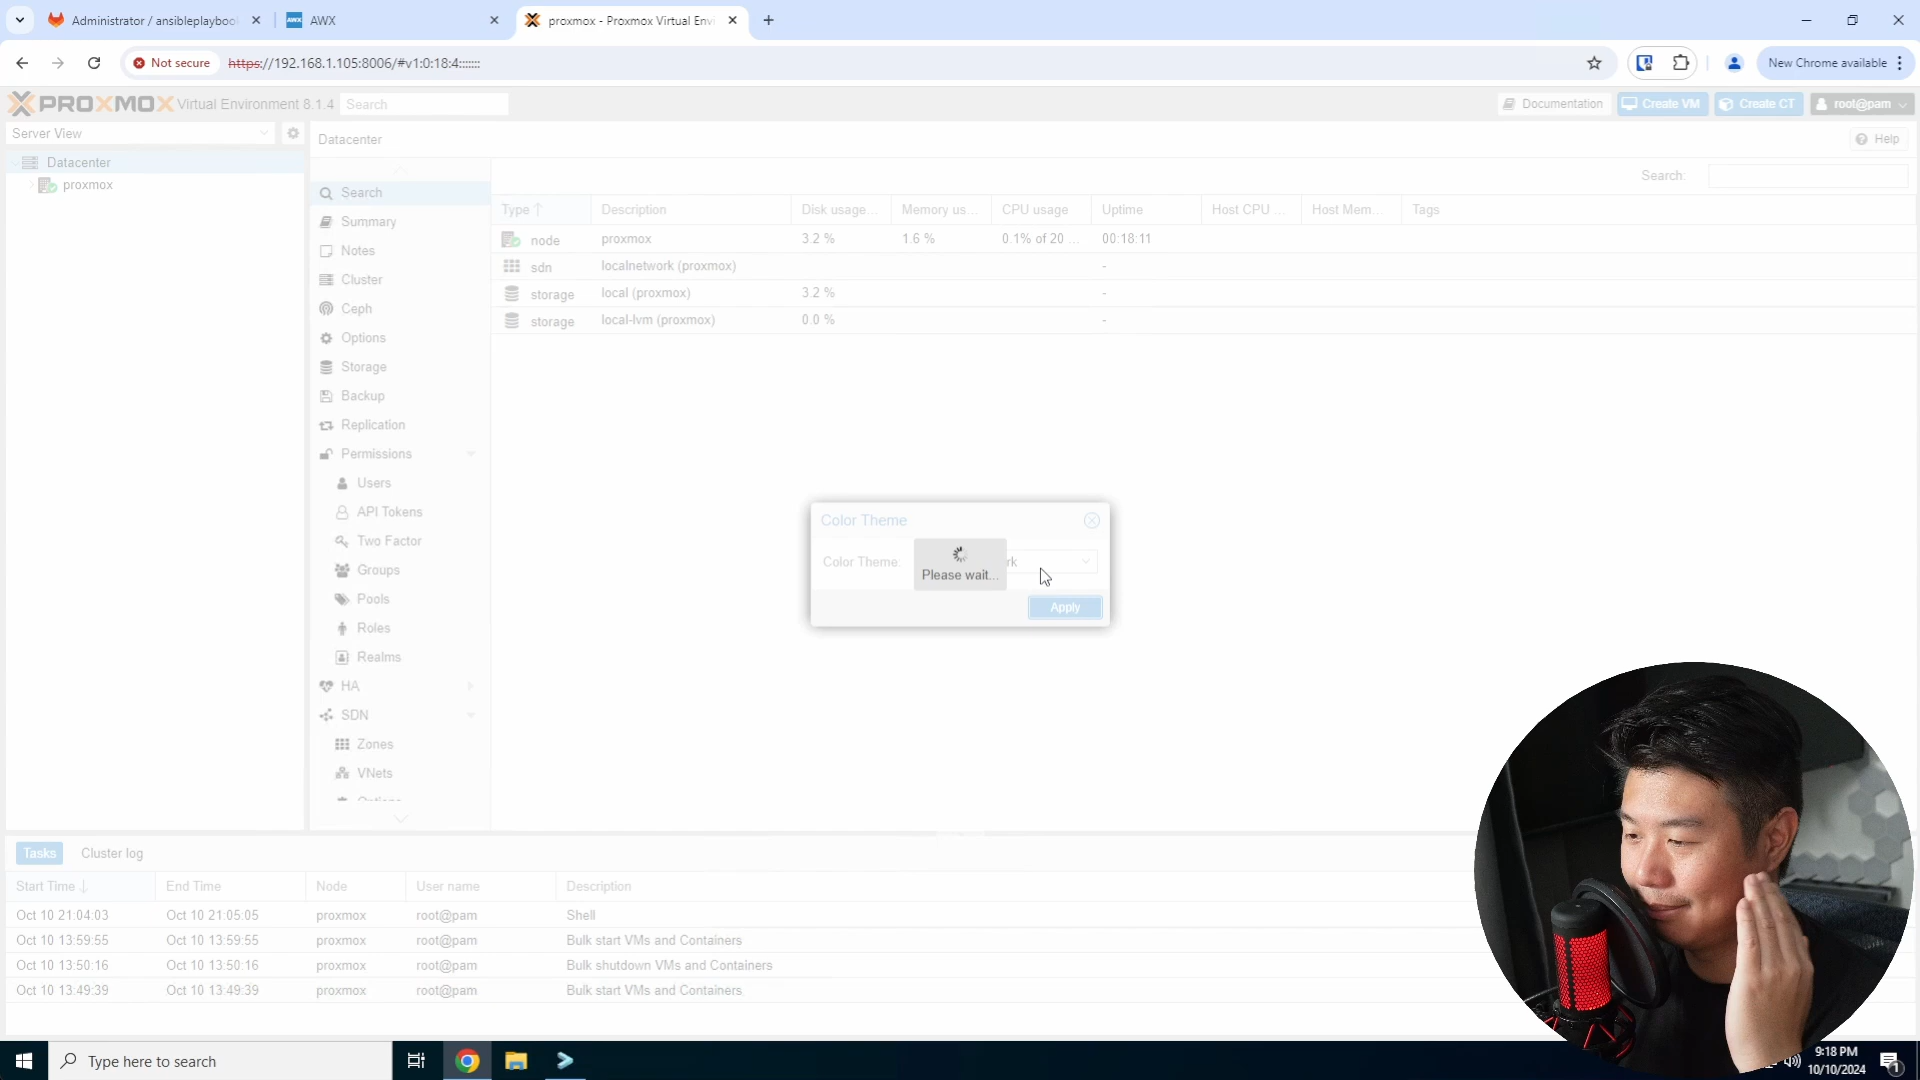 Administrator / ansibleplaybook
AWX
AWX
proxmox - Proxmox Virtual Envi
Not secure
https://192.168.1.105:8006/#v1:0:18:4:::::::
New Chrome available
PROXMOX Virtual Environment 8.1.4
Search
Documentation
Create VM
Create CT
root@pam
Server View
Datacenter
Help
Datacenter
proxmox
Search:
Search
Summary
Notes
Cluster
Ceph
Options
Storage
Backup
Replication
Permissions
Users
API Tokens
Two Factor
Groups
Pools
Roles
Realms
HA
SDN
Zones
VNets
Options
Type Description Disk usage... Memory us... CPU usage Uptime Host CPU ... Host Mem... Tags
node proxmox 3.2 % 1.6 % 0.1% of 20 ... 00:18:11
sdn localnetwork (proxmox) -
storage local (proxmox) 3.2 % -
storage local-lvm (proxmox) 0.0 % -
Color Theme
Color Theme:
rk
Please wait...
Apply
Tasks
Cluster log
Start Time End Time Node User name Description
Oct 10 21:04:03 Oct 10 21:05:05 proxmox root@pam Shell
Oct 10 13:59:55 Oct 10 13:59:55 proxmox root@pam Bulk start VMs and Containers
Oct 10 13:50:16 Oct 10 13:50:16 proxmox root@pam Bulk shutdown VMs and Containers
Oct 10 13:49:39 Oct 10 13:49:39 proxmox root@pam Bulk start VMs and Containers
Type here to search
9:18 PM
10/10/2024
1